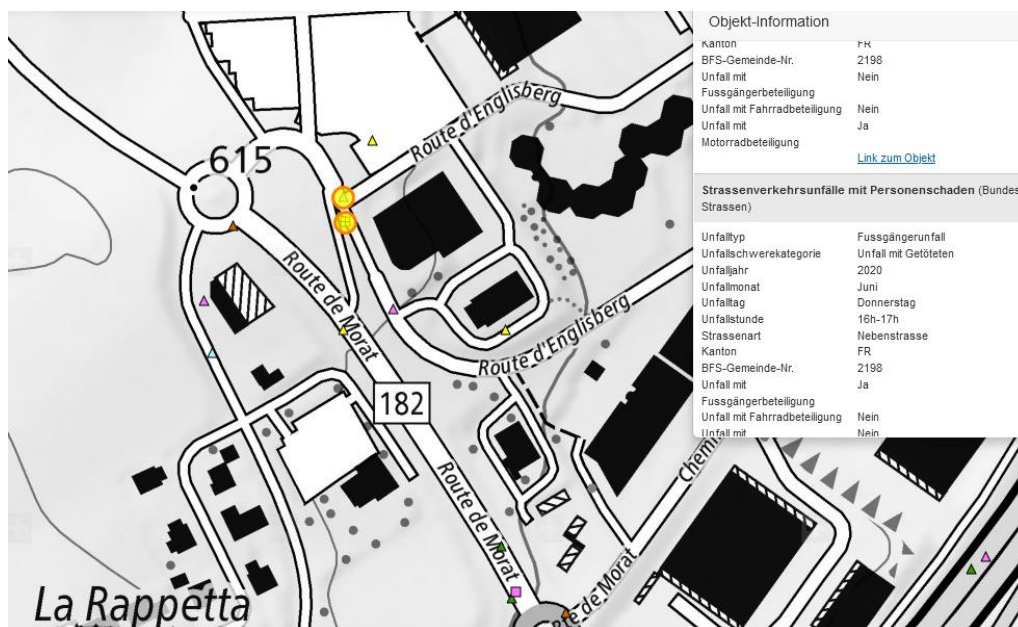 Objekt-Information
Kanton FR
BFS-Gemeinde-Nr. 2198
Unfall mit Nein
Fussgängerbeteiligung
Unfall mit Fahrradbeteiligung Nein
Unfall mit Ja
Motorradbeteiligung
Link zum Objekt
Strassenverkehrsunfälle mit Personenschaden (Bundes
Strassen)
Unfalltyp Fussgängerunfall
Unfallschwerekategorie Unfall mit Getöteten
Unfalljahr 2020
Unfallmonat Juni
Unfalltag Donnerstag
Unfallstunde 16h-17h
Strassenart Nebenstrasse
Kanton FR
BFS-Gemeinde-Nr. 2198
Unfall mit Ja
Fussgängerbeteiligung
Unfall mit Fahrradbeteiligung Nein
Unfall mit Nein
Route d'Englisberg
615
Route de Morat
Route d'Englisberg
182
Route de Morat
Chemi
Rte de Morat
La Rappetta